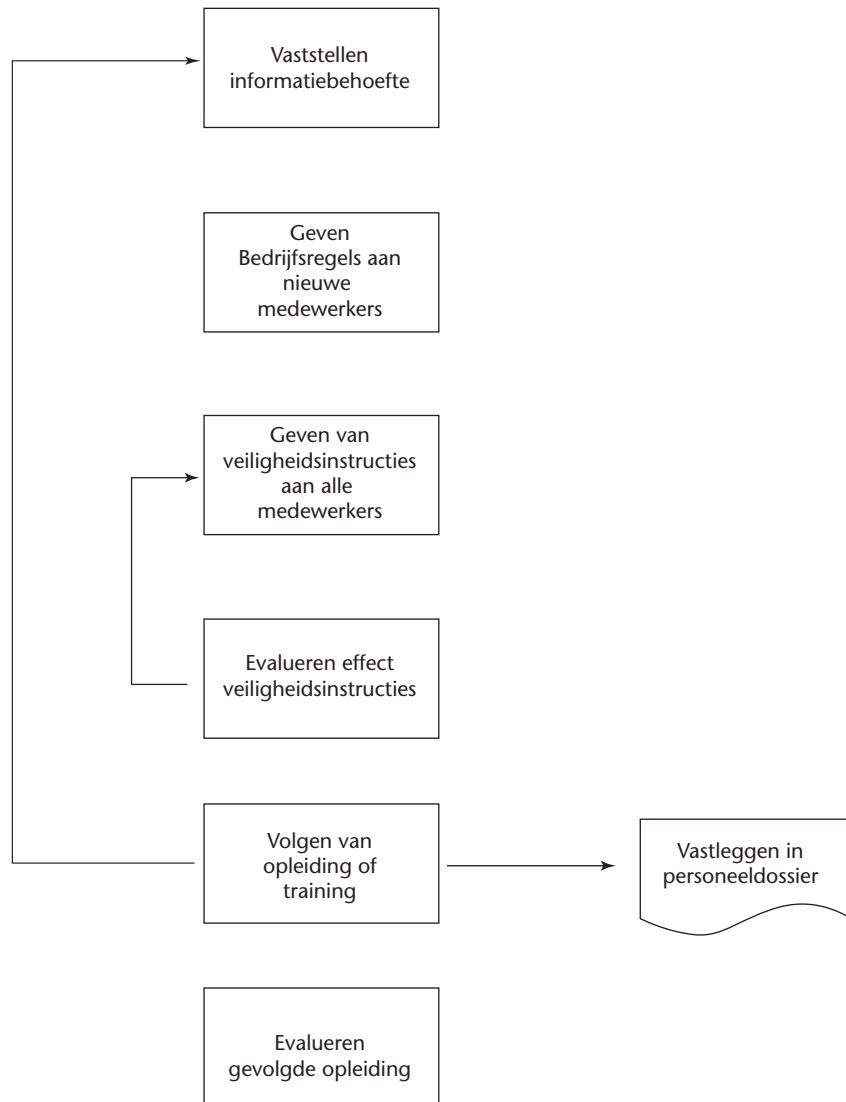 Vaststellen
informatiebehoefte
Geven
Bedrijfsregels aan
nieuwe
medewerkers
Geven van
veiligheidsinstructies
aan alle
medewerkers
Evalueren effect
veiligheidsinstructies
Volgen van
opleiding of
training
Vastleggen in
personeeldossier
Evalueren
gevolgde opleiding